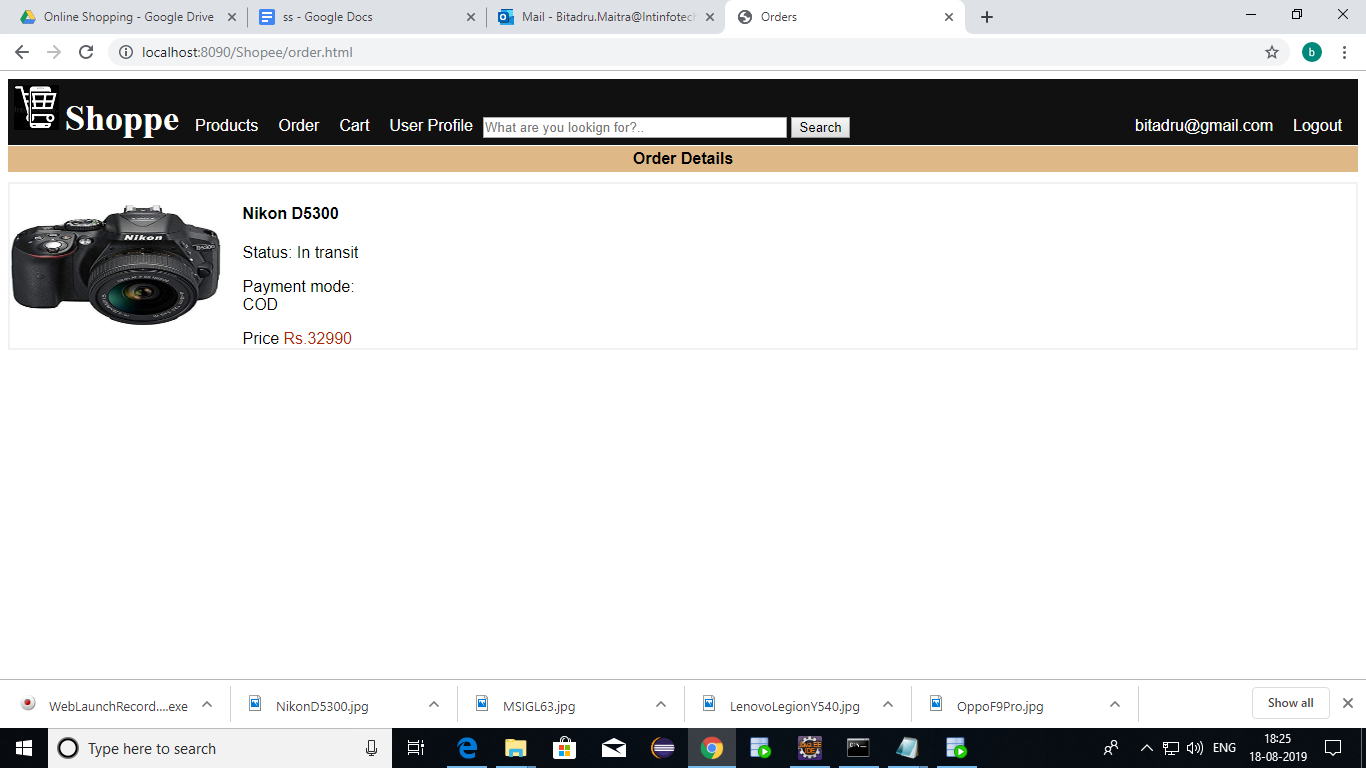 Online Shopping - Google Drive
ss - Google Docs
Mail - Bitadru.Maitra@Intinfotech
Orders
localhost:8090/Shopee/order.html
b
Shoppe
Products Order Cart User Profile What are you lookign for?.. Search bitadru@gmail.com Logout
Order Details
Nikon
D5300
Nikon D5300
Status: In transit
Payment mode:
COD
Price Rs.32990
WebLaunchRecord....exe NikonD5300.jpg MSIGL63.jpg LenovoLegionY540.jpg OppoF9Pro.jpg Show all
Type here to search
ENG
18:25
18-08-2019